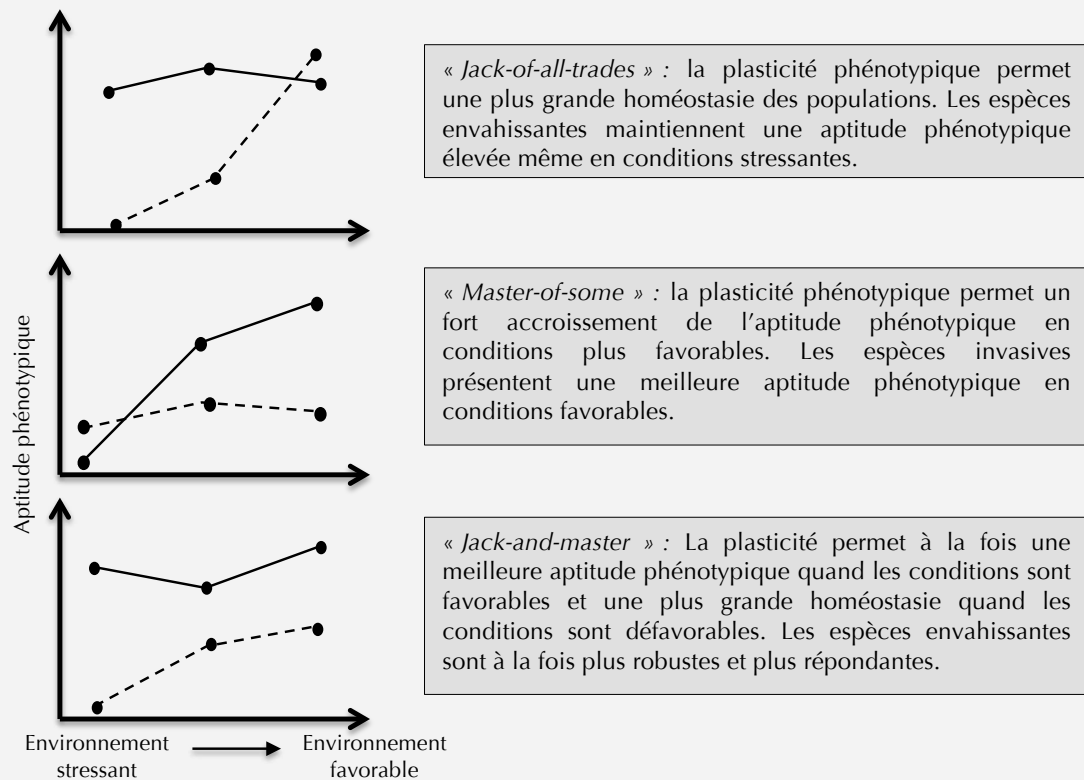 « Jack-of-all-trades » : la plasticité phénotypique permet
une plus grande homéostasie des populations. Les espèces
envahissantes maintiennent une aptitude phénotypique
élevée même en conditions stressantes.
« Master-of-some » : la plasticité phénotypique permet un
fort accroissement de l’aptitude phénotypique en
conditions plus favorables. Les espèces invasives
présentent une meilleure aptitude phénotypique en
conditions favorables.
Aptitude phénotypique
« Jack-and-master » : La plasticité permet à la fois une
meilleure aptitude phénotypique quand les conditions sont
favorables et une plus grande homéostasie quand les
conditions sont défavorables. Les espèces envahissantes
sont à la fois plus robustes et plus répondantes.
Environnement
stressant
Environnement
favorable